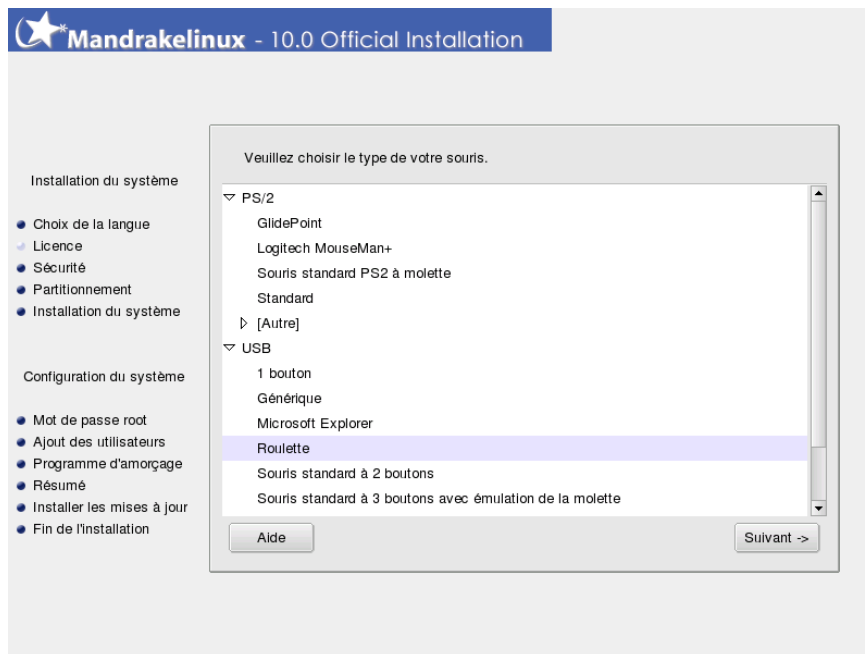 Mandrakelinux - 10.0 Official Installation
Installation du système
Choix de la langue
Licence
Sécurité
Partitionnement
Installation du système
Configuration du système
Mot de passe root
Ajout des utilisateurs
Programme d'amorçage
Résumé
Installer les mises à jour
Fin de l'installation
Veuillez choisir le type de votre souris.
PS/2
GlidePoint
Logitech MouseMan+
Souris standard PS2 à molette
Standard
[Autre]
USB
1 bouton
Générique
Microsoft Explorer
Roulette
Souris standard à 2 boutons
Souris standard à 3 boutons avec émulation de la molette
Aide
Suivant ->